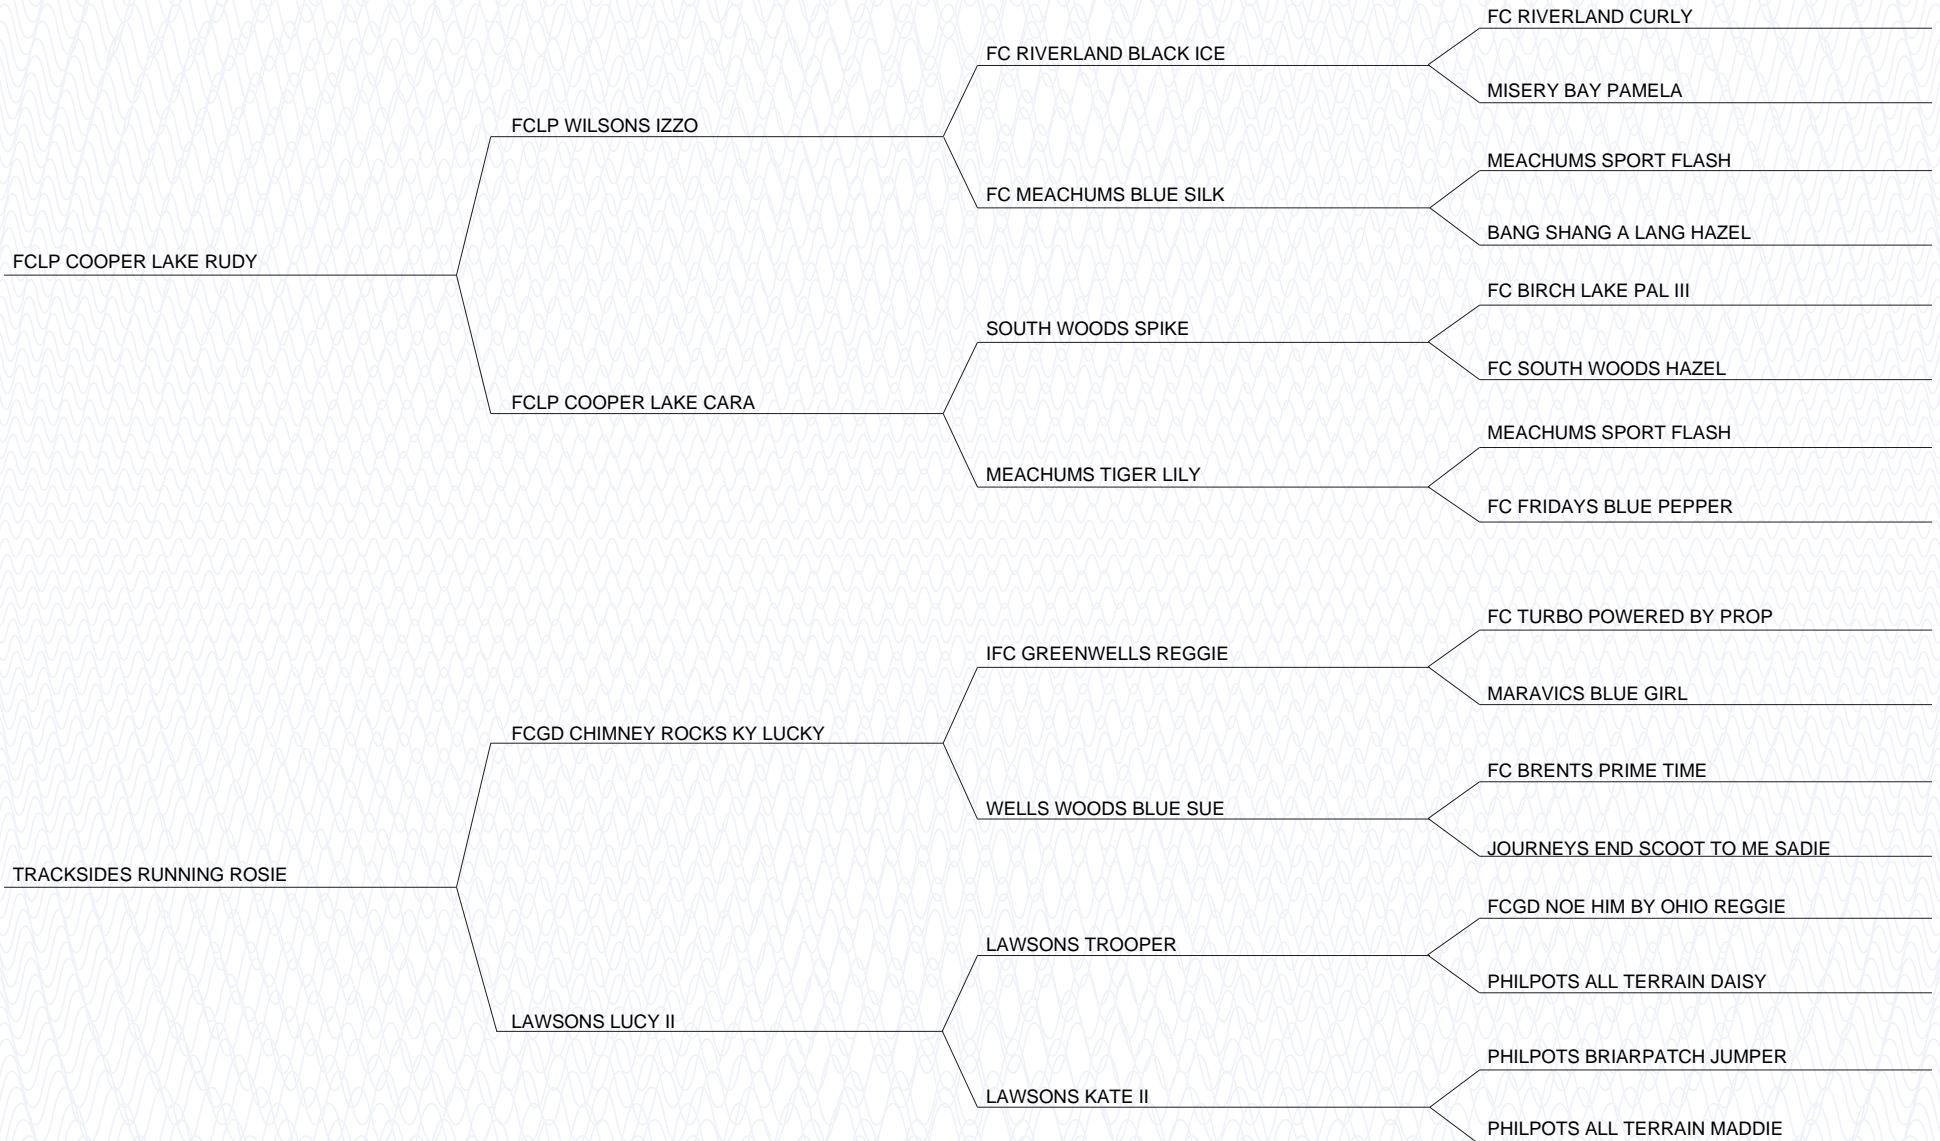 FC RIVERLAND CURLY
FC RIVERLAND BLACK ICE
MISERY BAY PAMELA
FCLP WILSONS IZZO
MEACHUMS SPORT FLASH
FC MEACHUMS BLUE SILK
BANG SHANG A LANG HAZEL
FCLP COOPER LAKE RUDY
FC BIRCH LAKE PAL III
SOUTH WOODS SPIKE
FC SOUTH WOODS HAZEL
FCLP COOPER LAKE CARA
MEACHUMS SPORT FLASH
MEACHUMS TIGER LILY
FC FRIDAYS BLUE PEPPER
FC TURBO POWERED BY PROP
IFC GREENWELLS REGGIE
MARAVICS BLUE GIRL
FCGD CHIMNEY ROCKS KY LUCKY
FC BRENTS PRIME TIME
WELLS WOODS BLUE SUE
JOURNEYS END SCOOT TO ME SADIE
TRACKSIDES RUNNING ROSIE
FCGD NOE HIM BY OHIO REGGIE
LAWSONS TROOPER
PHILPOTS ALL TERRAIN DAISY
LAWSONS LUCY II
PHILPOTS BRIARPATCH JUMPER
LAWSONS KATE II
PHILPOTS ALL TERRAIN MADDIE